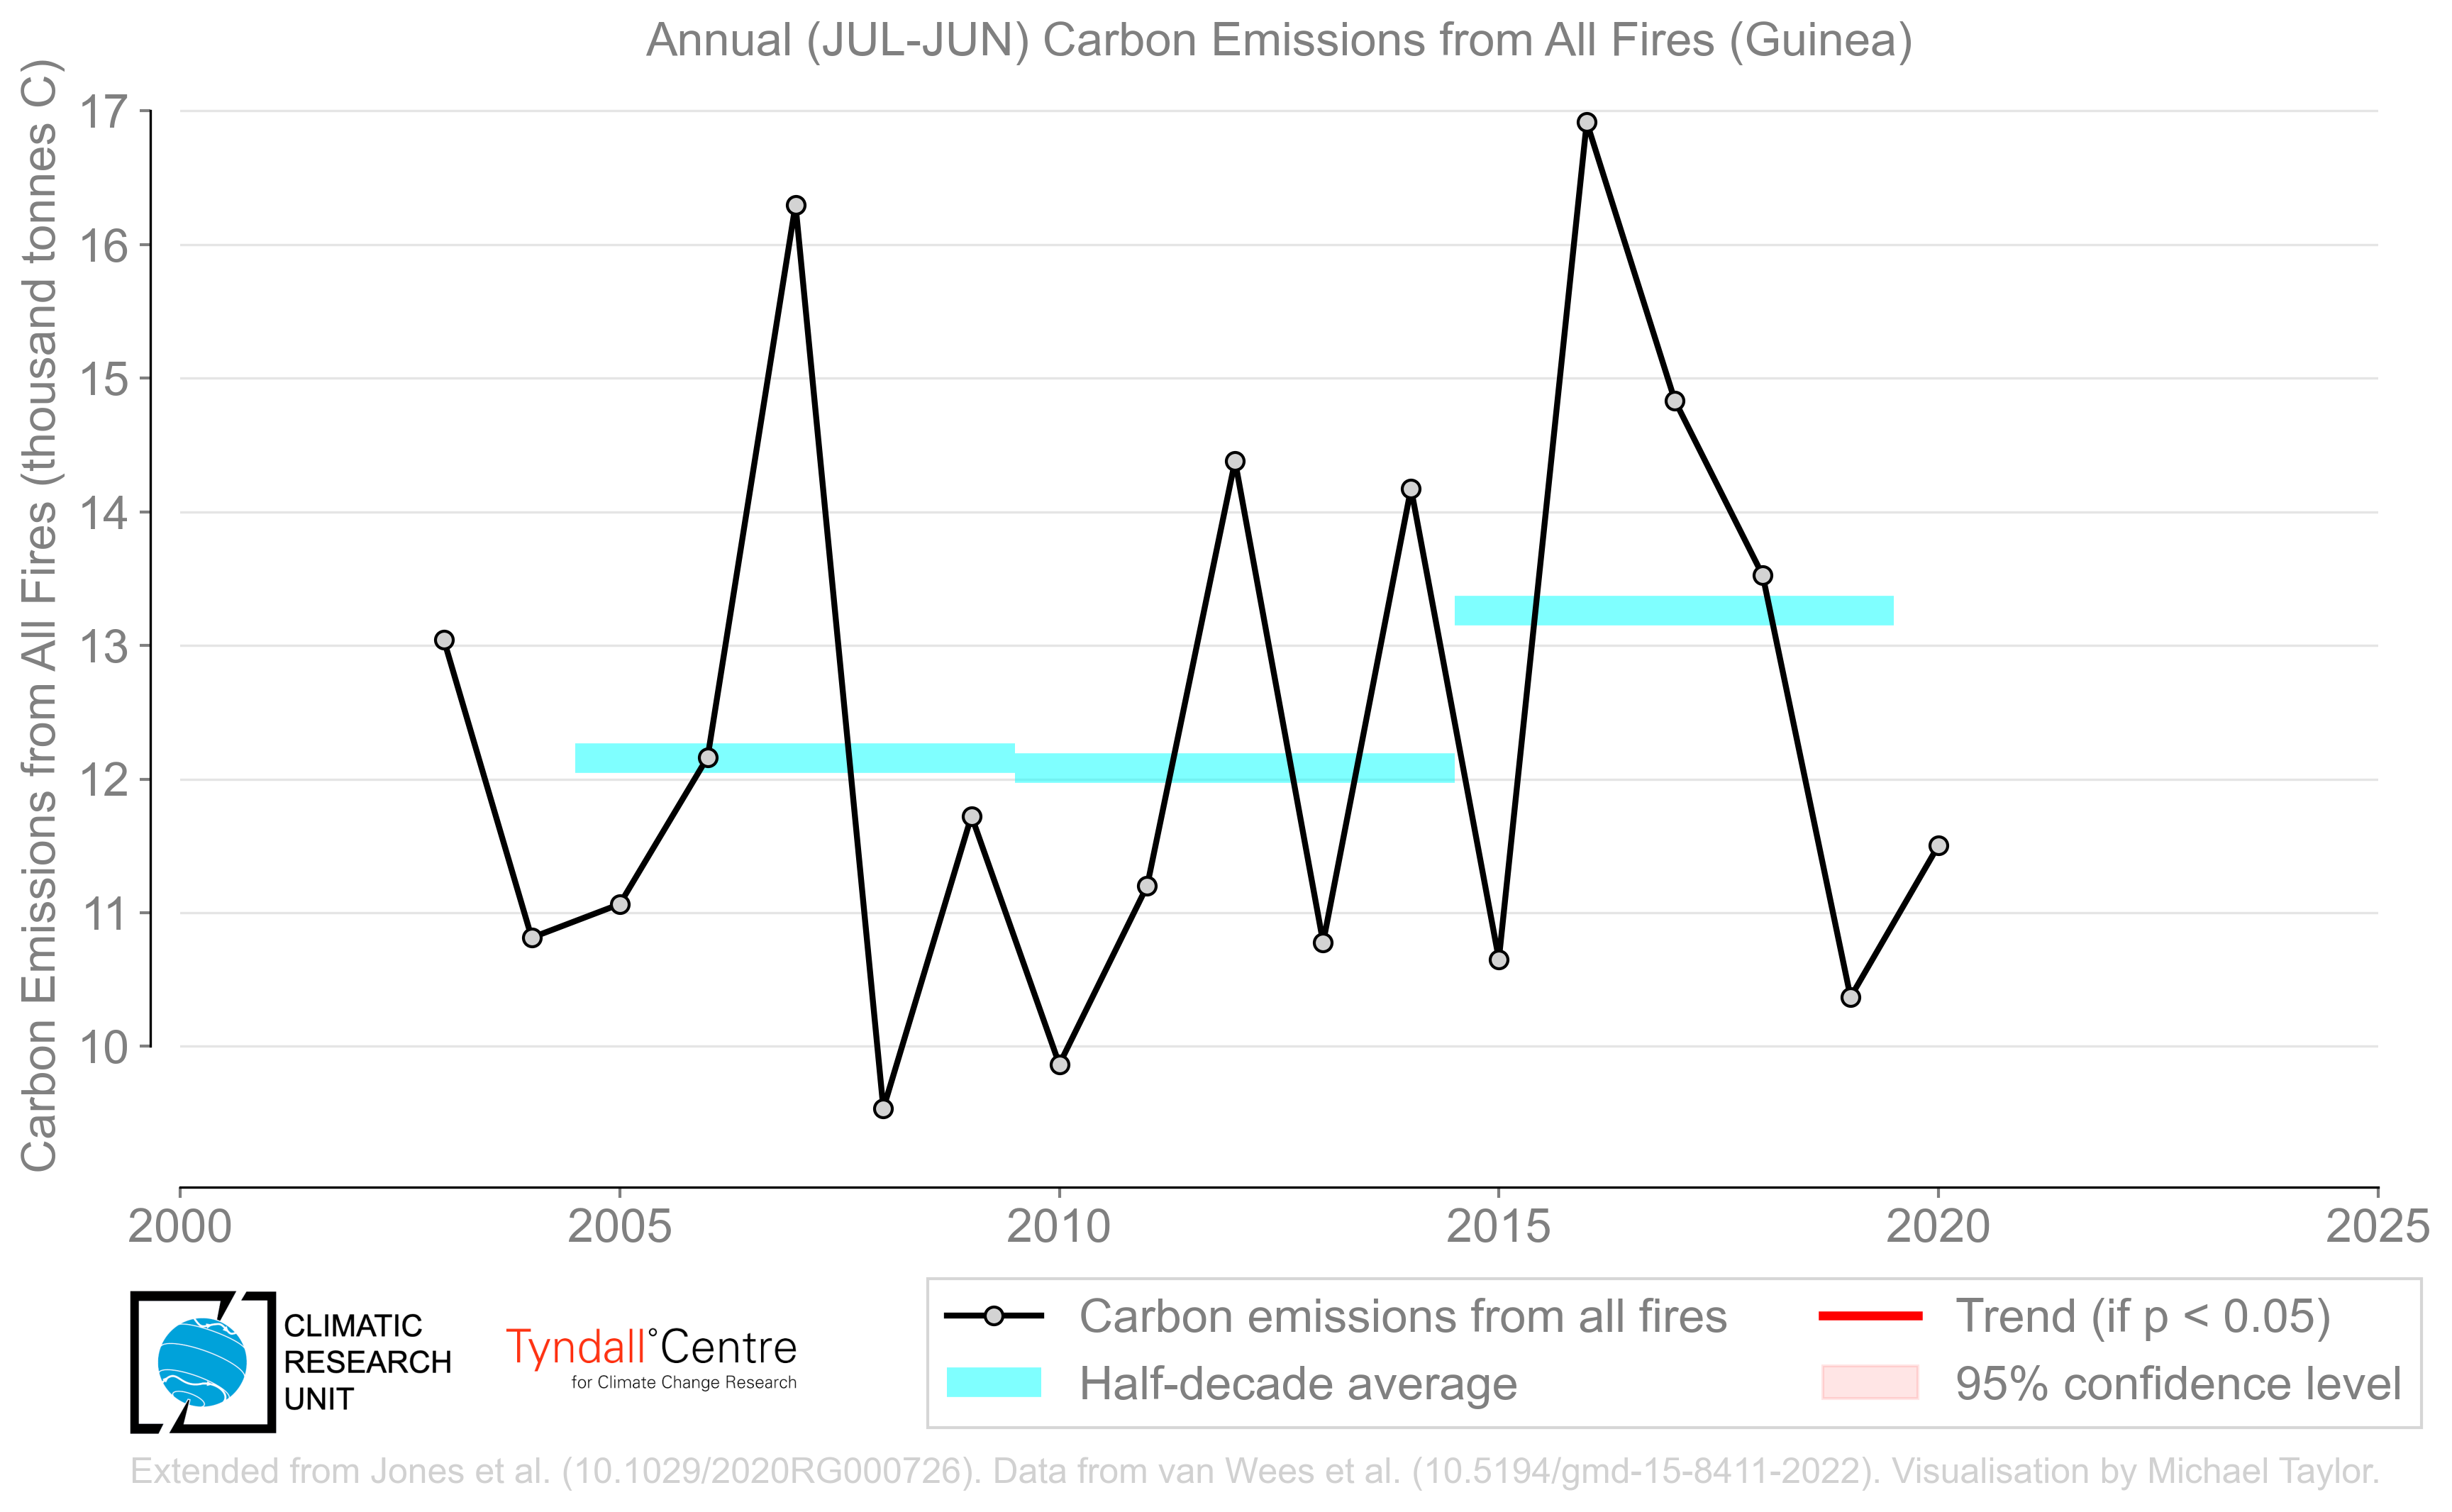 Annual (JUL-JUN) Carbon Emissions from All Fires (Guinea)
Carbon Emissions from All Fires (thousand tonnes C)
17
16
15
14
13
12
11
10
2000 2005 2010 2015 2020 2025
CLIMATIC
RESEARCH
UNIT
Tyndall°Centre
for Climate Change Research
Carbon emissions from all fires
Half-decade average
Trend (if p < 0.05)
95% confidence level
Extended from Jones et al. (10.1029/2020RG000726). Data from van Wees et al. (10.5194/gmd-15-8411-2022). Visualisation by Michael Taylor.